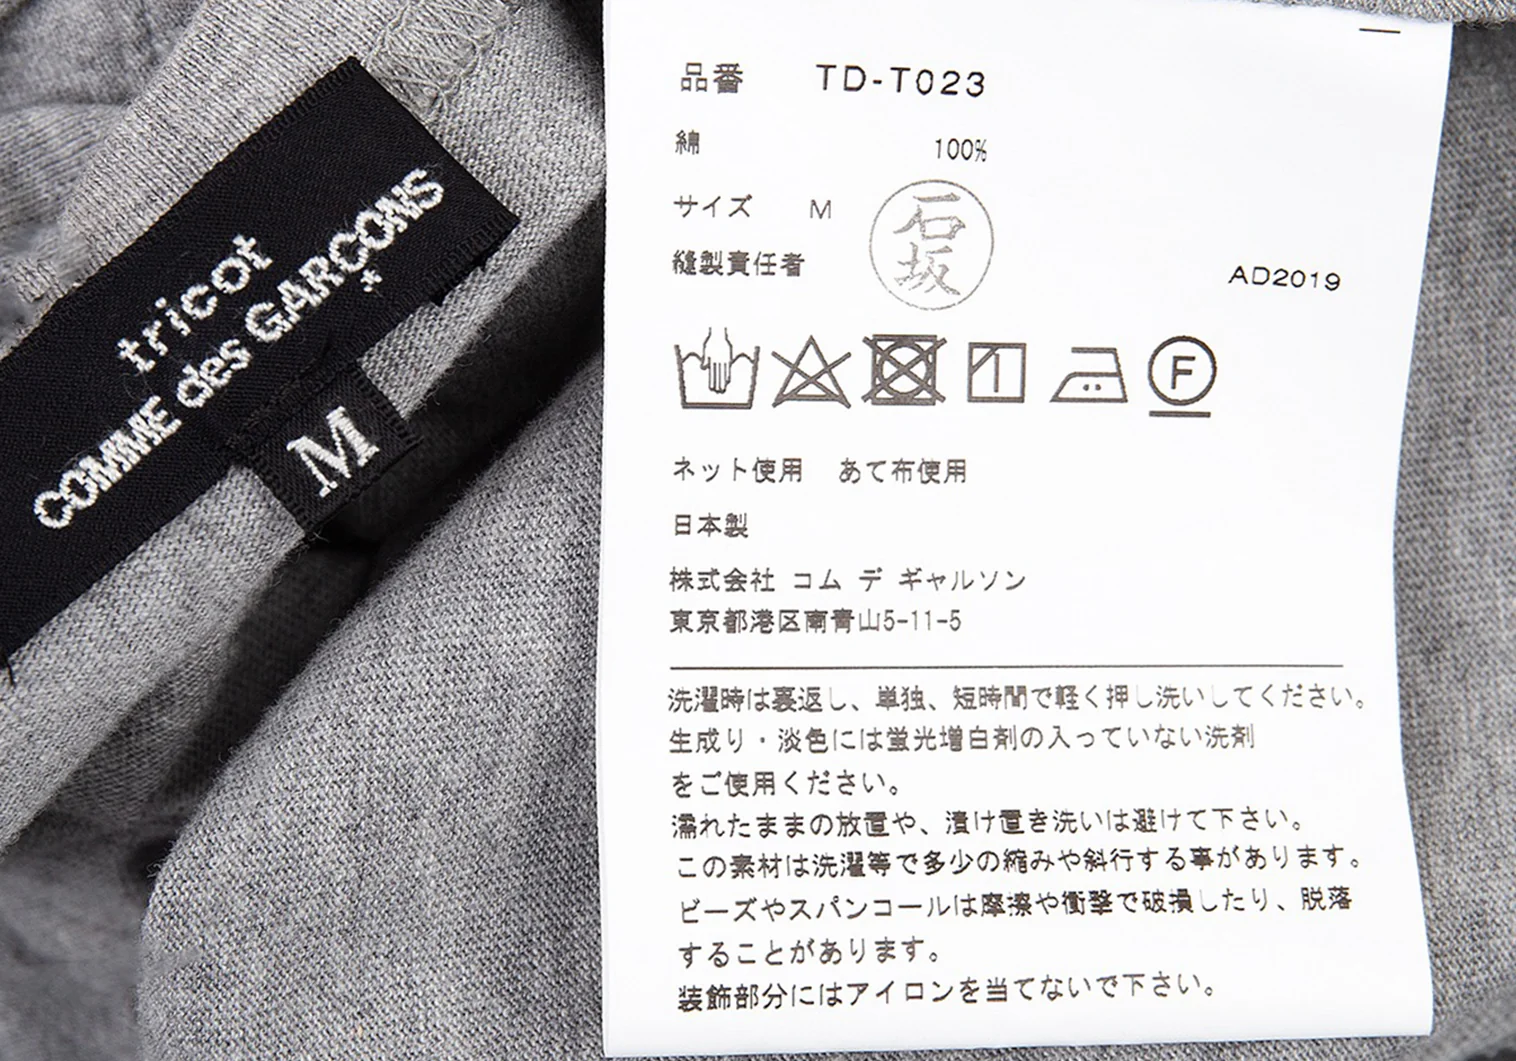 tricot
COMME des GARÇONS
M
品番 TD-T023
綿 100%
サイズ M
石坂
縫製責任者
AD2019
F
ネット使用 あて布使用
日本製
株式会社 コム デ ギャルソン
東京都港区南青山5-11-5
洗濯時は裏返し、単独、短時間で軽く押し洗いしてください。
生成り・淡色には蛍光増白剤の入っていない洗剤
をご使用ください。
濡れたままの放置や、漬け置き洗いは避けて下さい。
この素材は洗濯等で多少の縮みや斜行する事があります。
ビーズやスパンコールは摩擦や衝撃で破損したり、脱落
することがあります。
装飾部分にはアイロンを当てないで下さい。